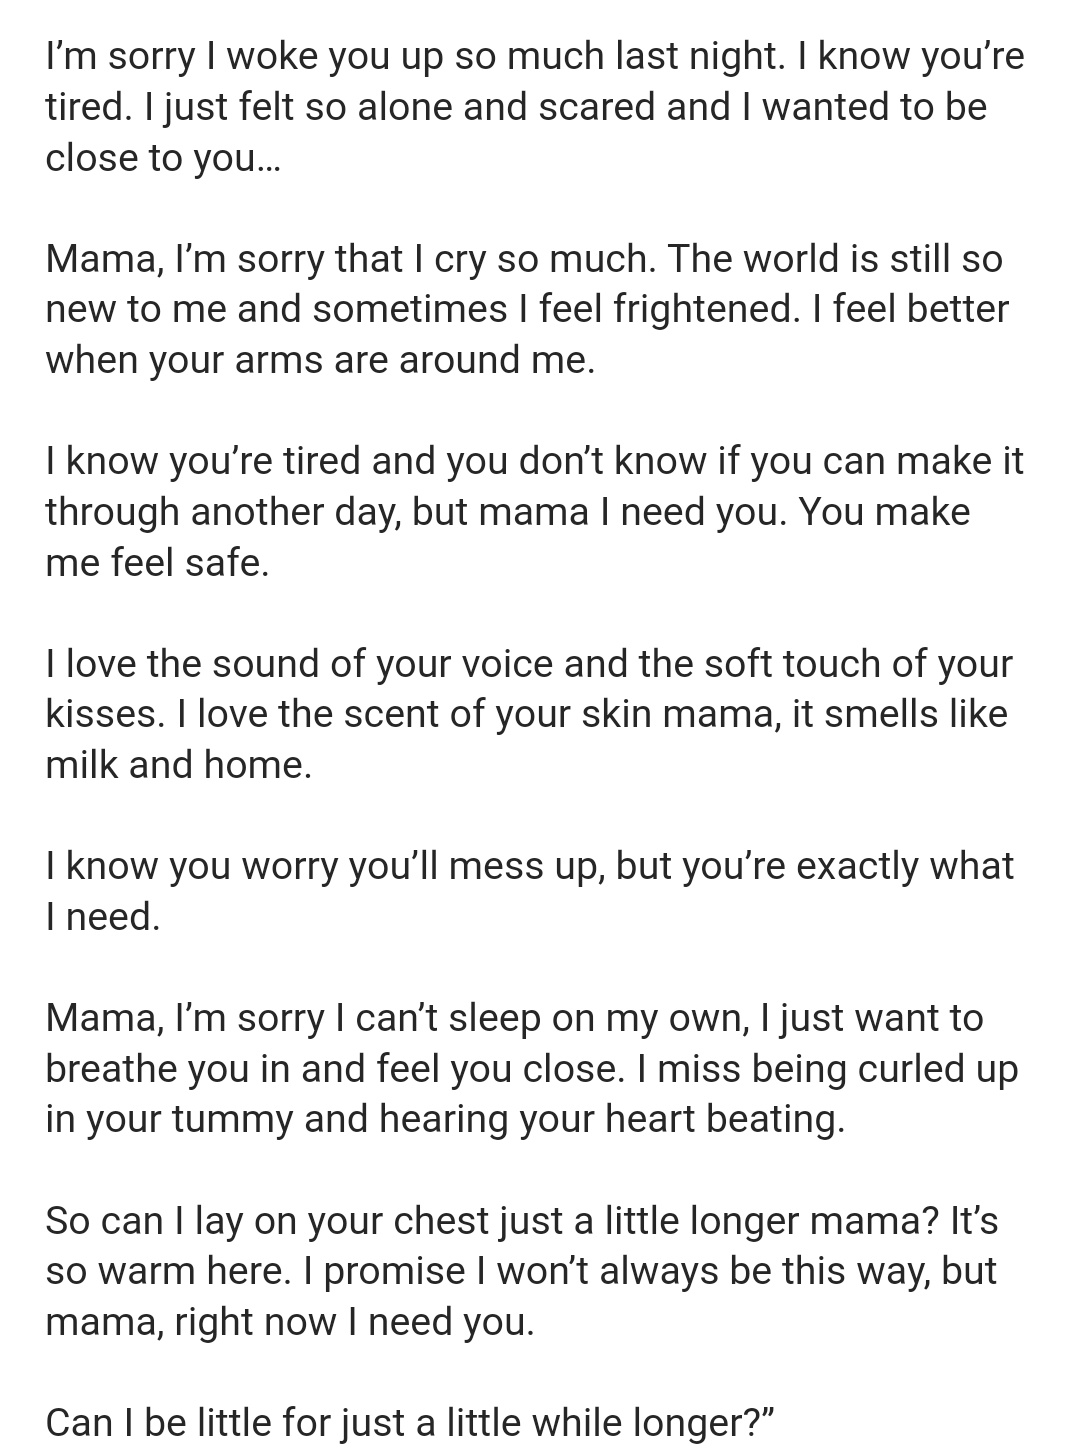 I’m sorry I woke you up so much last night. I know you’re
tired. I just felt so alone and scared and I wanted to be
close to you…
Mama, I’m sorry that I cry so much. The world is still so
new to me and sometimes I feel frightened. I feel better
when your arms are around me.
I know you’re tired and you don’t know if you can make it
through another day, but mama I need you. You make
me feel safe.
I love the sound of your voice and the soft touch of your
kisses. I love the scent of your skin mama, it smells like
milk and home.
I know you worry you’ll mess up, but you’re exactly what
I need.
Mama, I’m sorry I can’t sleep on my own, I just want to
breathe you in and feel you close. I miss being curled up
in your tummy and hearing your heart beating.
So can I lay on your chest just a little longer mama? It’s
so warm here. I promise I won’t always be this way, but
mama, right now I need you.
Can I be little for just a little while longer?”